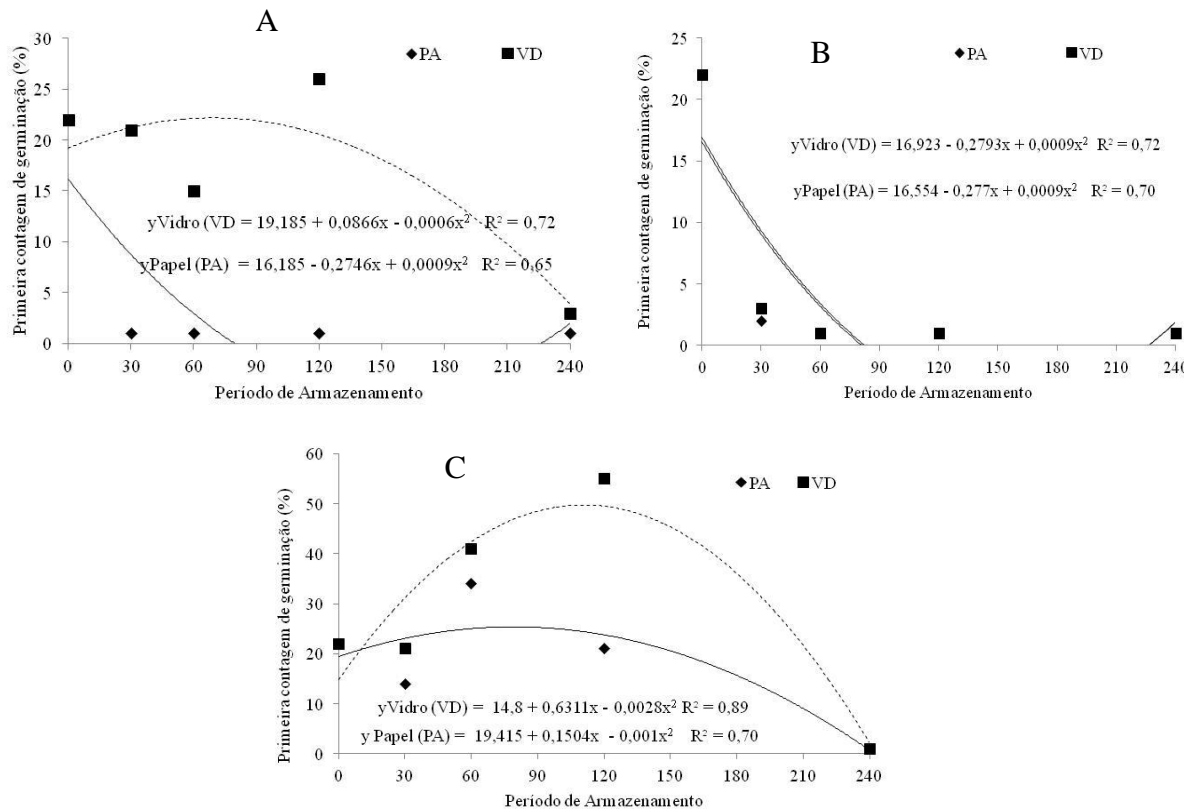 A
Primeira contagem de germinação (%)
30
25
20
15
10
5
0
PA VD
yVidro (VD = 19,185 + 0,0866x - 0,0006x² R² = 0,72
yPapel (PA) = 16,185 - 0,2746x + 0,0009x² R² = 0,65
0 30 60 90 120 150 180 210 240
Período de Armazenamento
B
Primeira contagem de germinação (%)
25
20
15
10
5
0
PA VD
yVidro (VD) = 16,923 - 0,2793x + 0,0009x² R² = 0,72
yPapel (PA) = 16,554 - 0,277x + 0,0009x² R² = 0,70
0 30 60 90 120 150 180 210 240
Período de Armazenamento
C
Primeira contagem de germinação (%)
60
50
40
30
20
10
0
PA VD
yVidro (VD) = 14,8 + 0,6311x - 0,0028x² R² = 0,89
y Papel (PA) = 19,415 + 0,1504x - 0,001x² R² = 0,70
0 30 60 90 120 150 180 210 240
Período de Armazenamento